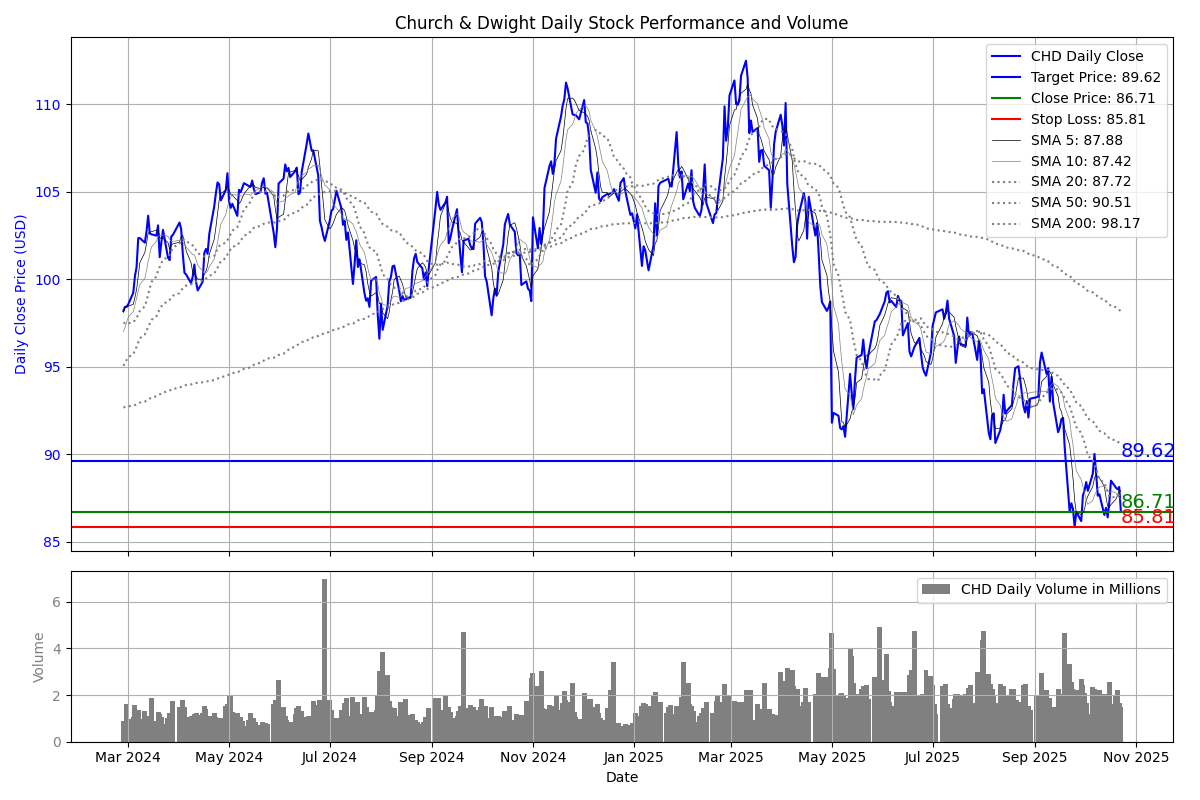 Church & Dwight Daily Stock Performance and Volume
Daily Close Price (USD)
110
105
100
95
90
85
CHD Daily Close
Target Price: 89.62
Close Price: 86.71
Stop Loss: 85.81
SMA 5: 87.88
SMA 10: 87.42
SMA 20: 87.72
SMA 50: 90.51
SMA 200: 98.17
89.62
86.71
85.81
Volume
6
4
2
0
CHD Daily Volume in Millions
Mar 2024 May 2024 Jul 2024 Sep 2024 Nov 2024 Jan 2025 Mar 2025 May 2025 Jul 2025 Sep 2025 Nov 2025
Date